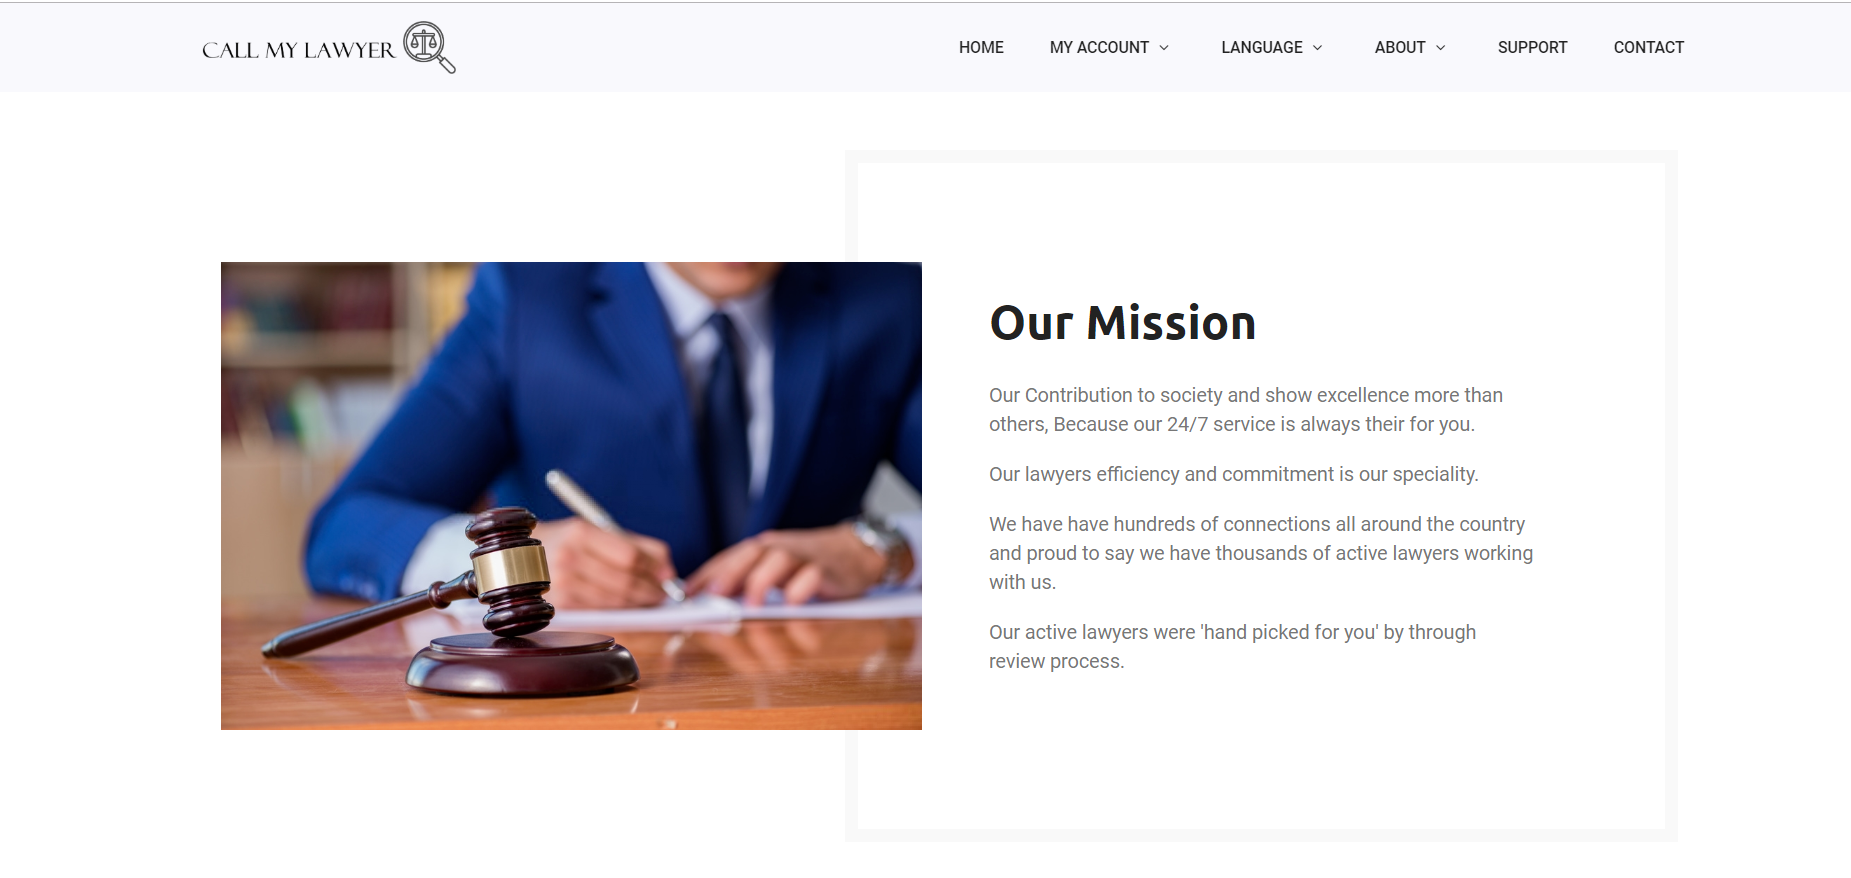 CALL MY LAWYER
HOME
MY ACCOUNT
LANGUAGE
ABOUT
SUPPORT
CONTACT
Our Mission
Our Contribution to society and show excellence more than
others, Because our 24/7 service is always their for you.
Our lawyers efficiency and commitment is our speciality.
We have have hundreds of connections all around the country
and proud to say we have thousands of active lawyers working
with us.
Our active lawyers were 'hand picked for you' by through
review process.